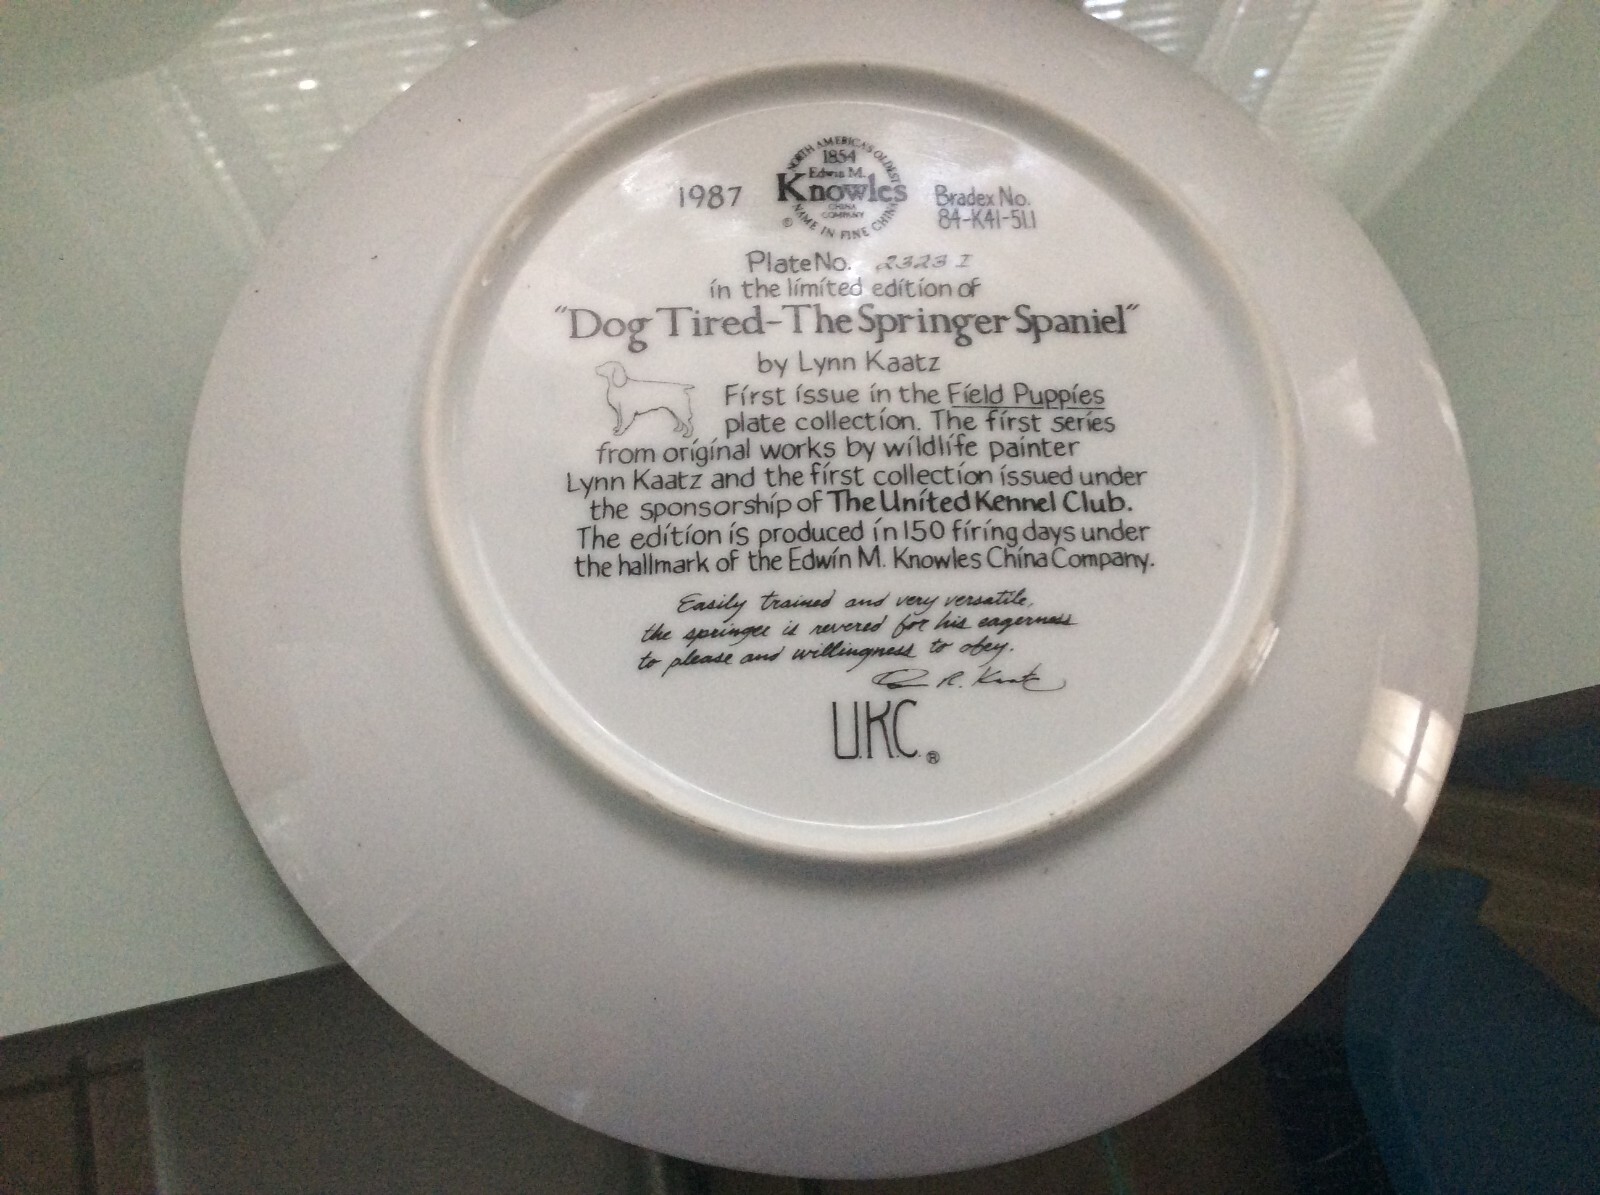 NORTH AMERICA'S OLDEST
1854
Edwin M.
1987 Knowles Bradex No.
CHINA
COMPANY
84-K41-511
© NAME IN FINE CHINA
Plate No. 2323 I
in the limited edition of
"Dog Tired-The Springer Spaniel"
by Lynn Kaatz
First issue in the Field Puppies
plate collection. The first series
from original works by wildlife painter
Lynn Kaatz and the first collection issued under
the sponsorship of The United Kennel Club.
The edition is produced in 150 firing days under
the hallmark of the Edwin M. Knowles China Company.
Easily trained and very versatile,
the springer is revered for his eagerness
to please and willingness to obey.
R. Kaatz
U.K.C.®